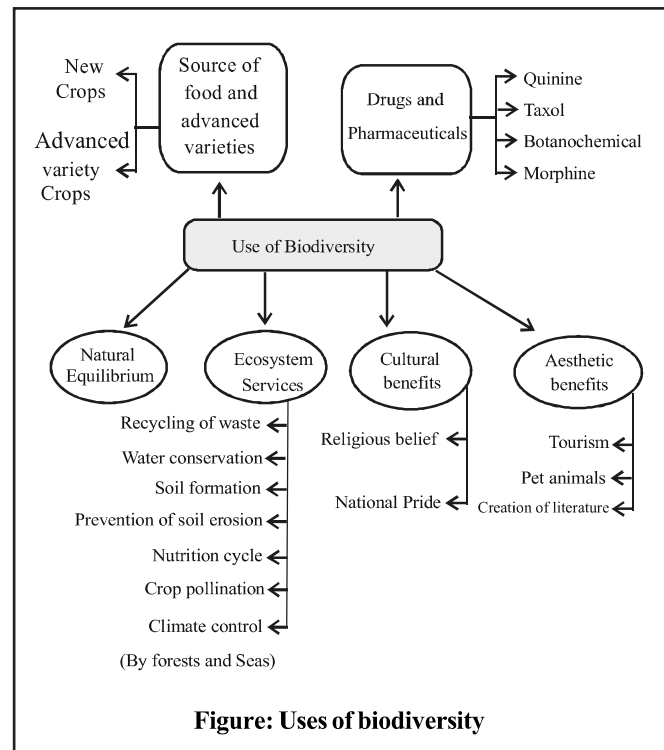 New
Crops
Advanced
variety
Crops
Source of
food and
advanced
varieties
Drugs and
Pharmaceuticals
Quinine
Taxol
Botanochemical
Morphine
Use of Biodiversity
Natural
Equilibrium
Ecosystem
Services
Cultural
benefits
Aesthetic
benefits
Recycling of waste
Water conservation
Soil formation
Prevention of soil erosion
Nutrition cycle
Crop pollination
Climate control
(By forests and Seas)
Religious belief
National Pride
Tourism
Pet animals
Creation of literature
Figure: Uses of biodiversity